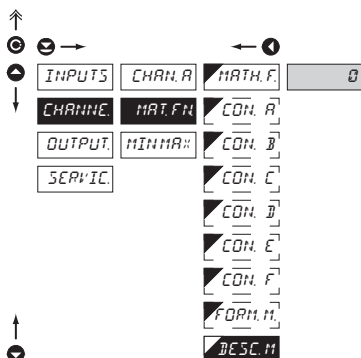 INPUTS CHAN. A MATH. F. 0
CHANNE. MAT. FN. CON. A
OUTPUT. MIN MAX CON. B
SERVIC. CON. C
CON. D
CON. E
CON. F
FORM. M.
DESC. M